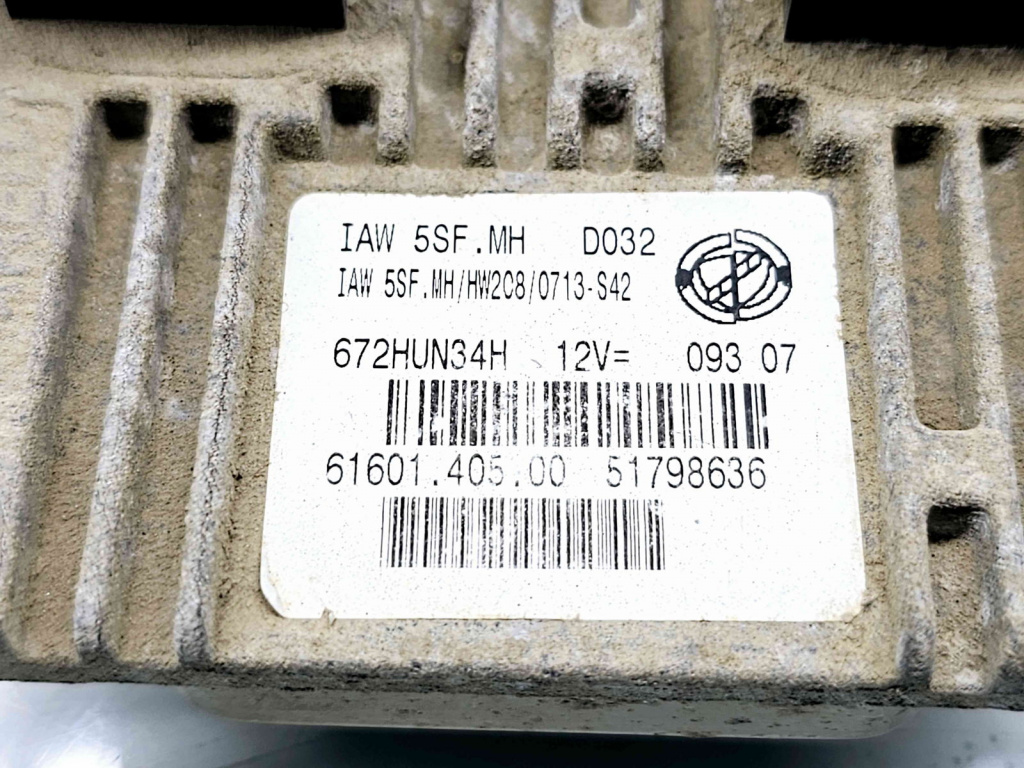 IAW 5SF.MH D032
IAW 5SF.MH/HW208/0713-S42
672HUN34H 12V= 093 07
61601.405.00 51798636